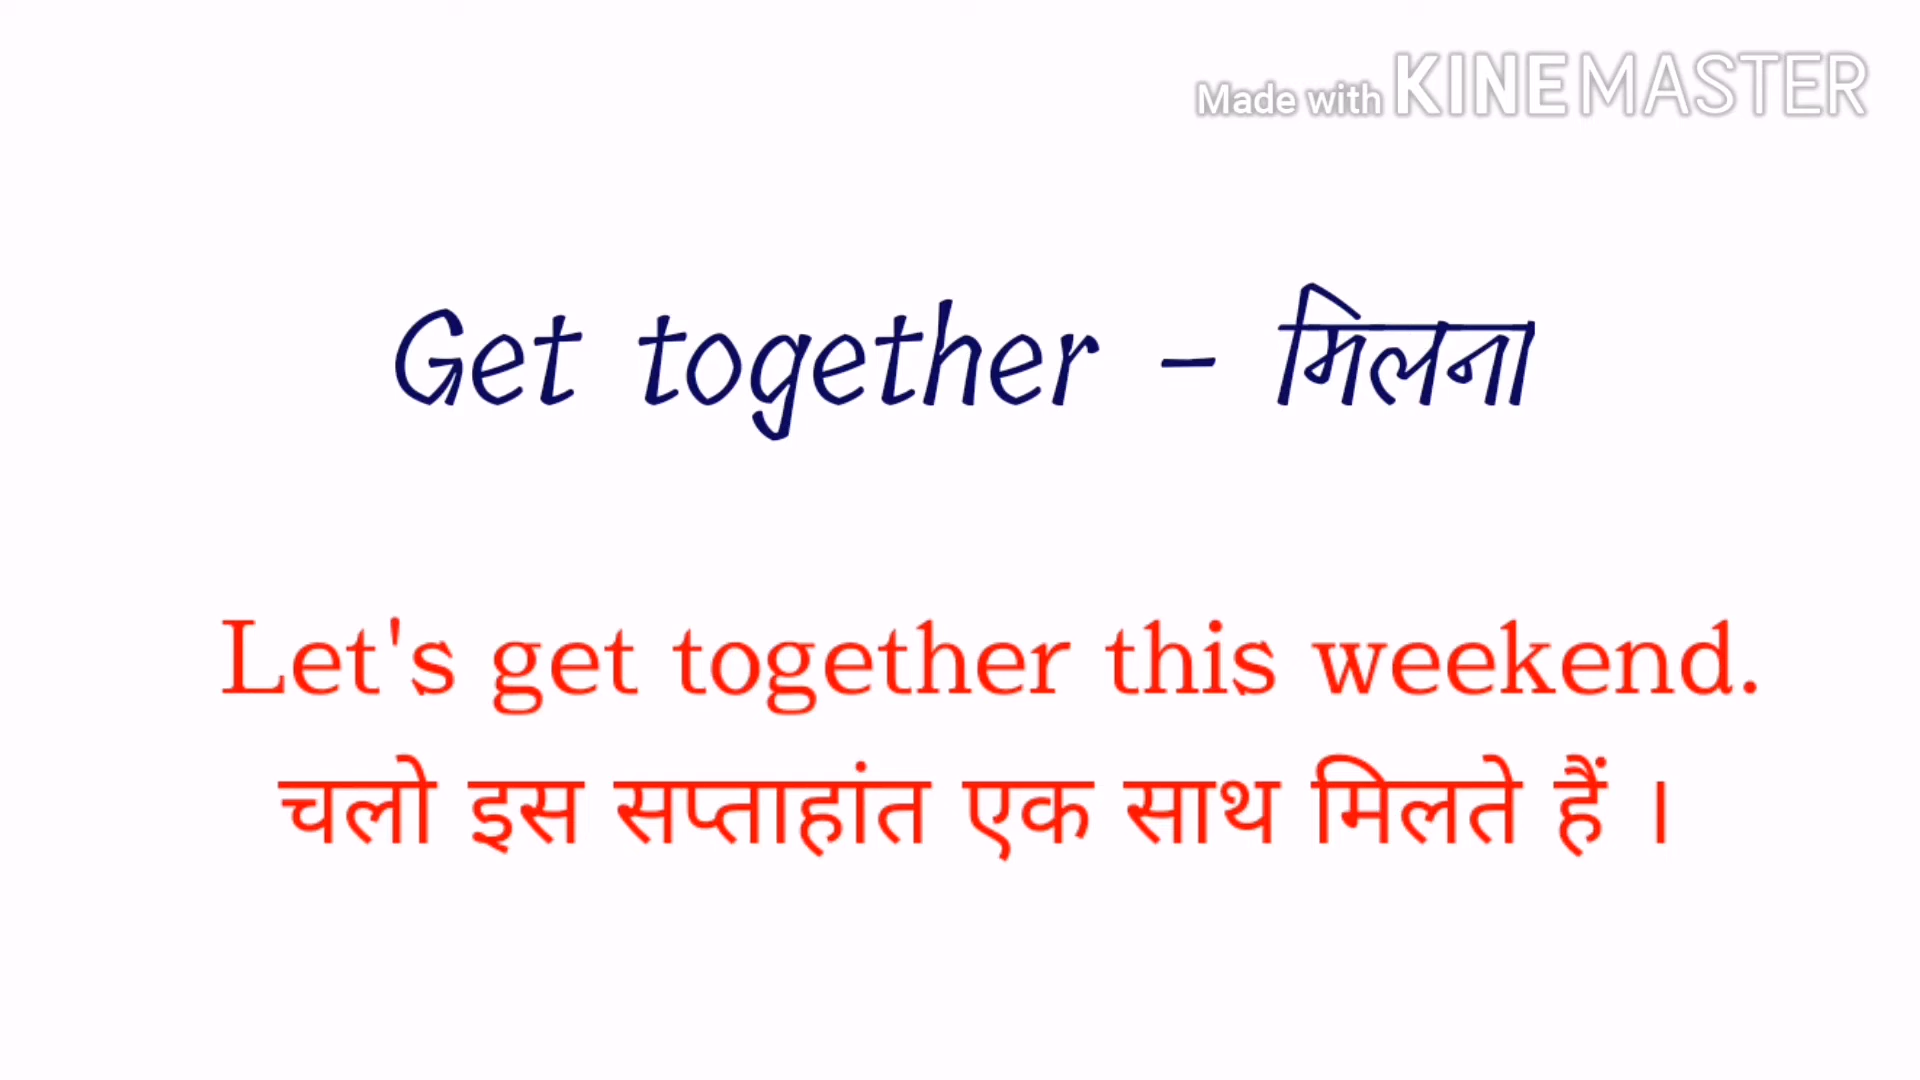 Made with KINEMASTER
Get together - मिलना
Let's get together this weekend.
चलो इस सप्ताहांत एक साथ मिलते हैं ।